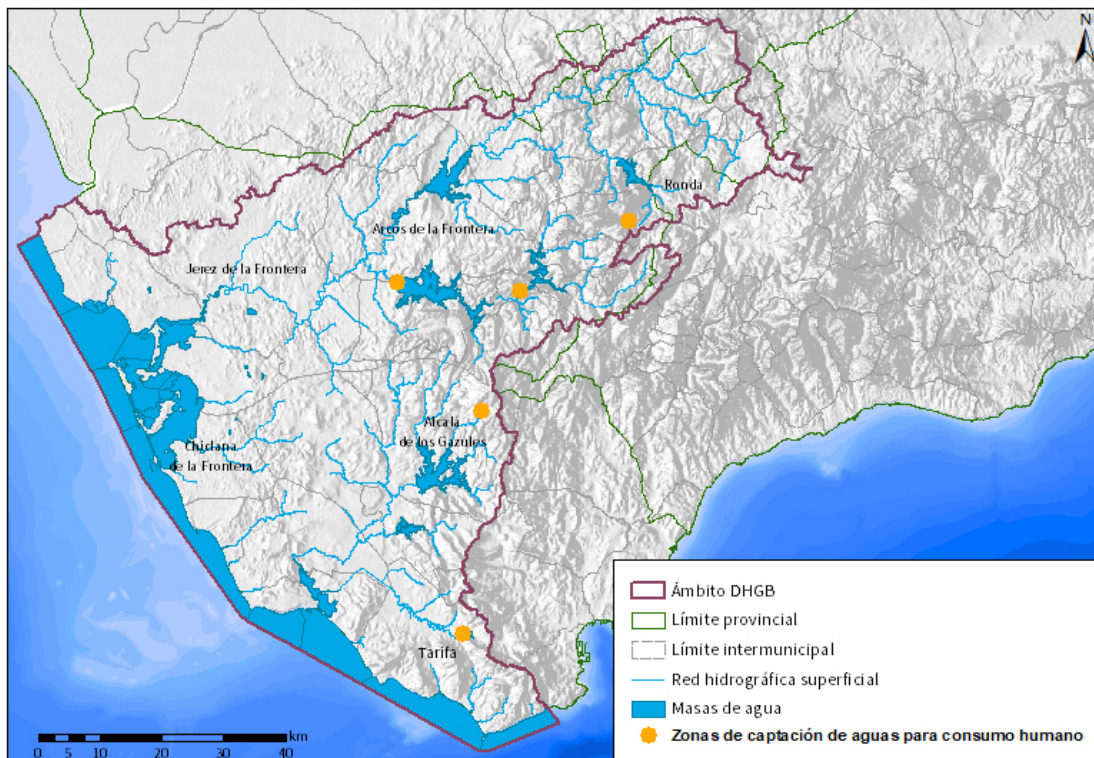 N
Ronda
Arcos de la Frontera
Jerez de la Frontera
Alcala
de los Gazules
Chiclana
de la Frontera
Tarifa
km
0 5 10 20 30 40
Ámbito DHGB
Límite provincial
Límite intermunicipal
Red hidrográfica superficial
Masas de agua
Zonas de captación de aguas para consumo humano